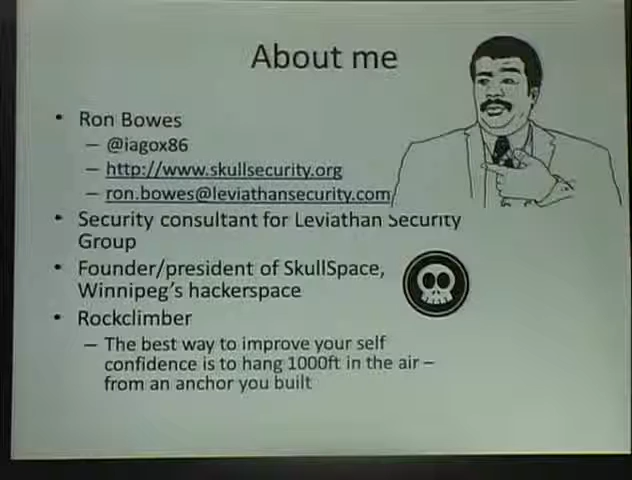 About me
• Ron Bowes
– @iagox86
– http://www.skullsecurity.org
– ron.bowes@leviathansecurity.com
• Security consultant for Leviathan Security
Group
• Founder/president of SkullSpace,
Winnipeg's hackerspace
• Rockclimber
– The best way to improve your self
confidence is to hang 1000ft in the air –
from an anchor you built